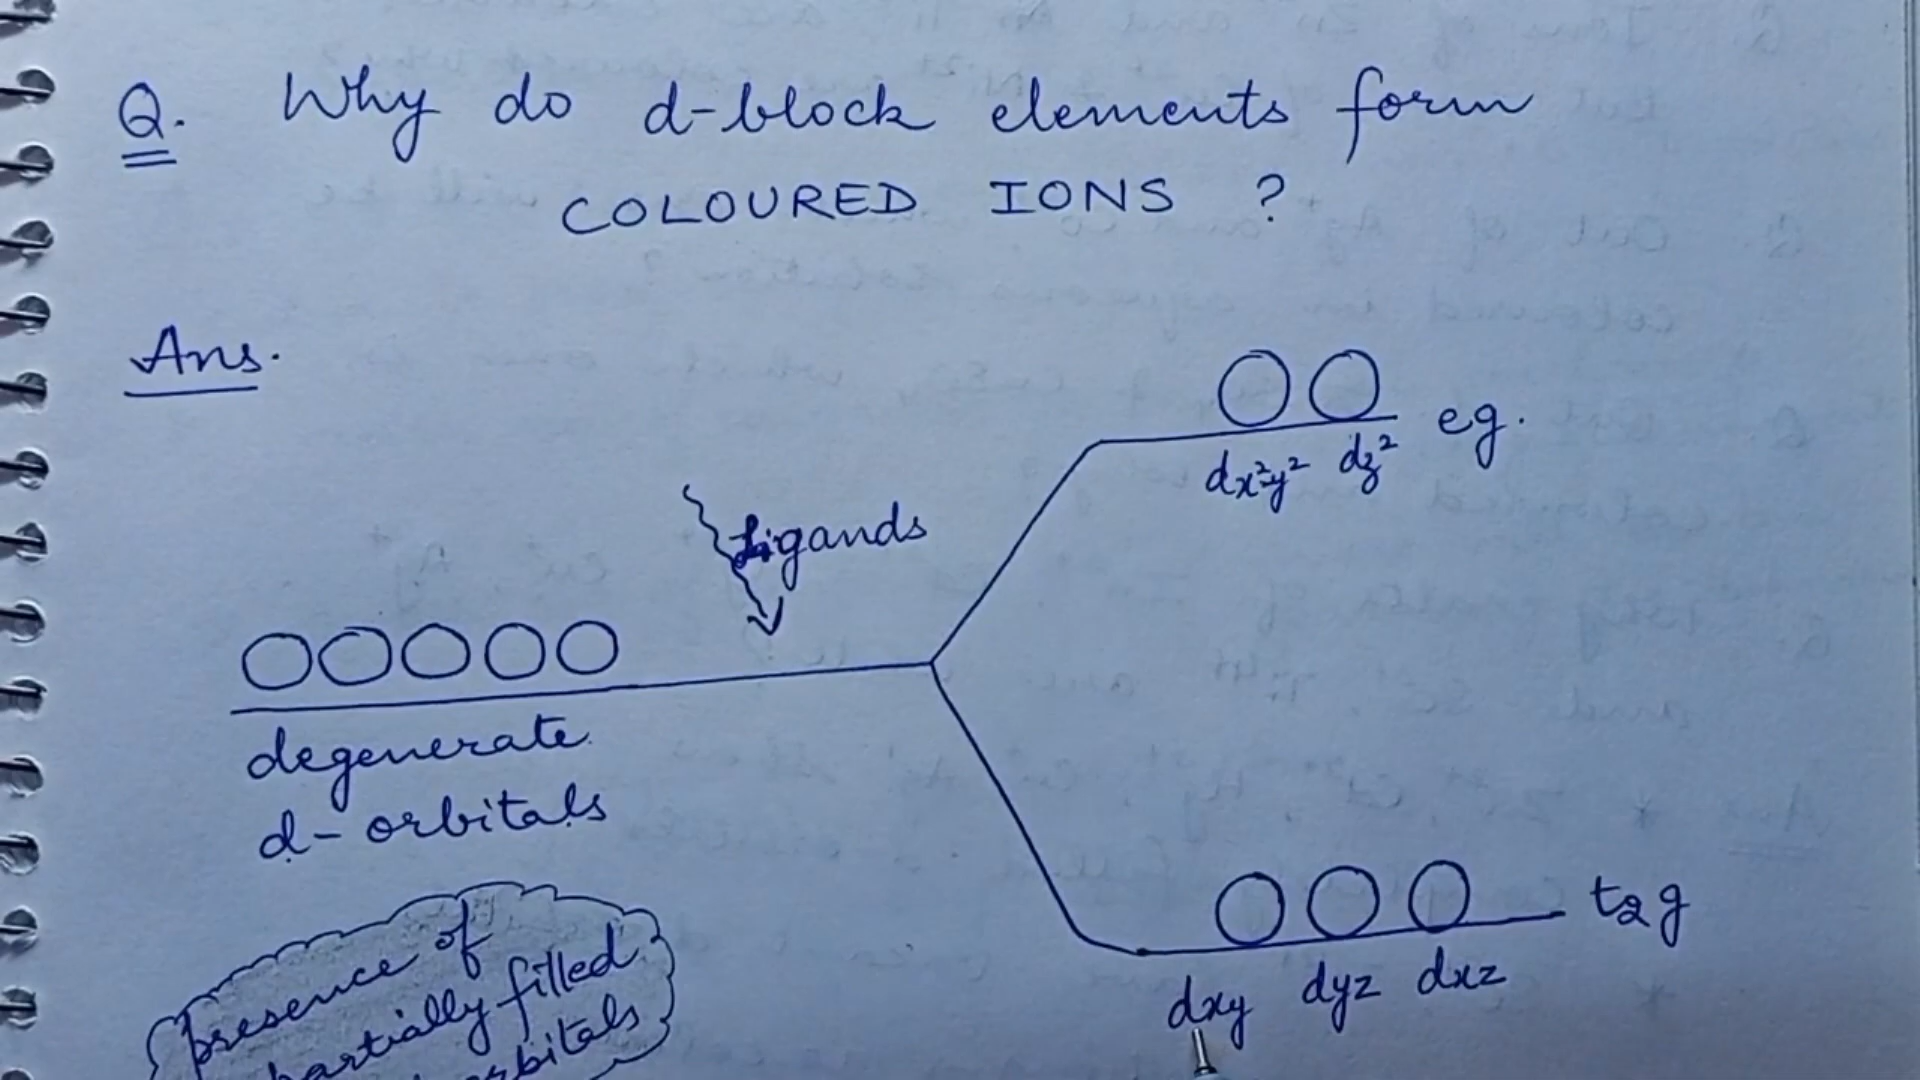 Q. Why do d-block elements form
COLOURED IONS ?
Ans.
eg.
dx²-y² dz²
Ligands
degenerate
d-orbitals
t2g
dxy dyz dxz
presence of
partially filled
orbitals